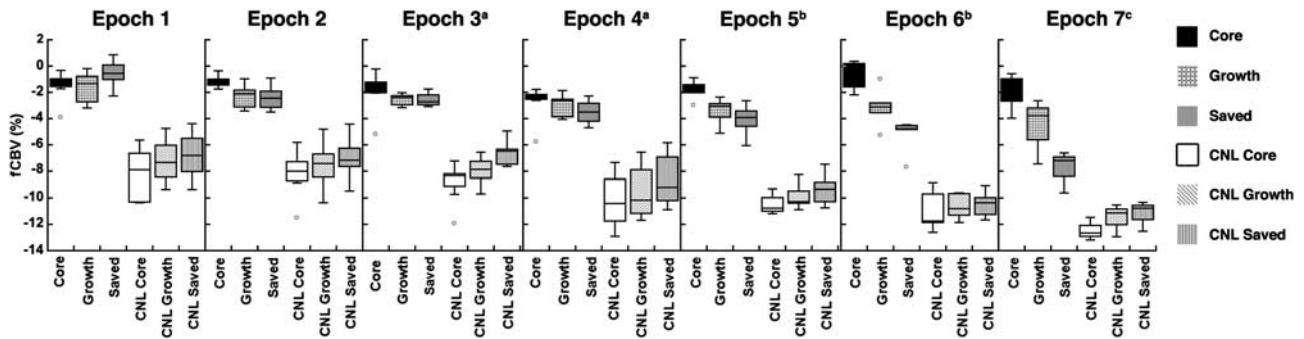 Epoch 1 Epoch 2 Epoch 3ᵃ Epoch 4ᵃ Epoch 5ᵇ Epoch 6ᵇ Epoch 7ᶜ
fCBV (%)
2
0
-2
-4
-6
-8
-10
-12
-14
Core Growth Saved CNL Core CNL Growth CNL Saved
Core Growth Saved CNL Core CNL Growth CNL Saved
Core Growth Saved CNL Core CNL Growth CNL Saved
Core Growth Saved CNL Core CNL Growth CNL Saved
Core Growth Saved CNL Core CNL Growth CNL Saved
Core Growth Saved CNL Core CNL Growth CNL Saved
Core Growth Saved CNL Core CNL Growth CNL Saved
Core
Growth
Saved
CNL Core
CNL Growth
CNL Saved